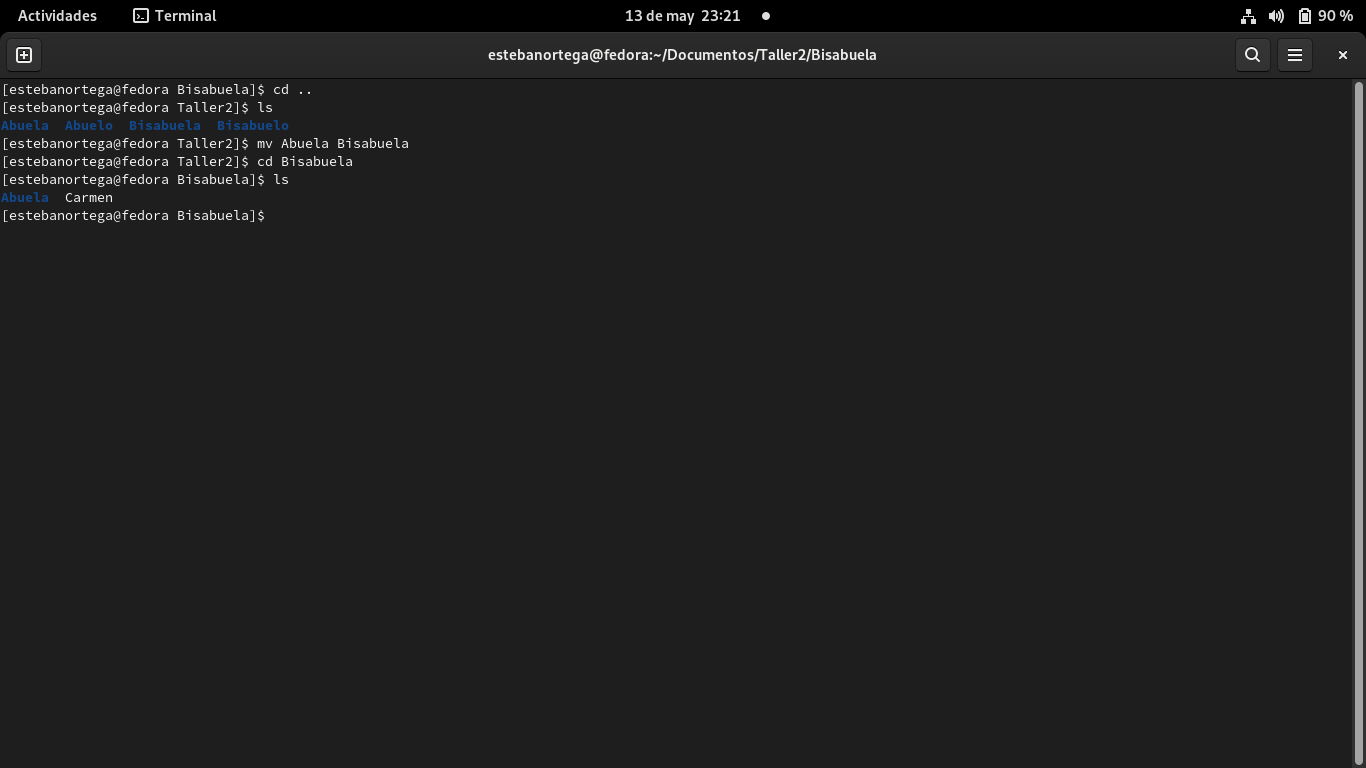 Actividades Terminal 13 de may 23:21 90 %
estebanortega@fedora:~/Documentos/Taller2/Bisabuela
[estebanortega@fedora Bisabuela]$ cd ..
[estebanortega@fedora Taller2]$ ls
Abuela  Abuelo  Bisabuela  Bisabuelo
[estebanortega@fedora Taller2]$ mv Abuela Bisabuela
[estebanortega@fedora Taller2]$ cd Bisabuela
[estebanortega@fedora Bisabuela]$ ls
Abuela  Carmen
[estebanortega@fedora Bisabuela]$